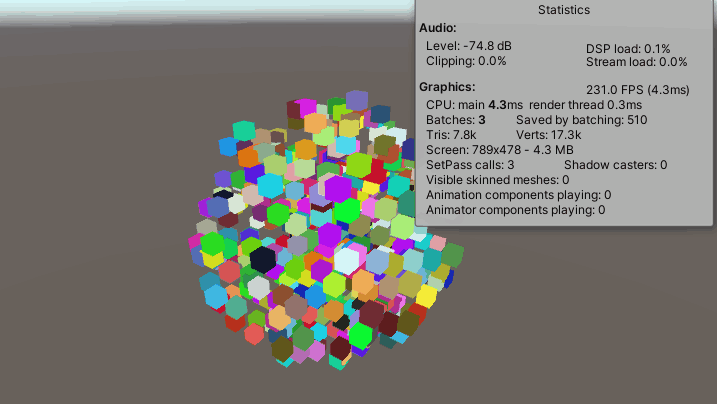 Statistics
Audio:
Level: -74.8 dB DSP load: 0.1%
Clipping: 0.0% Stream load: 0.0%
Graphics: 231.0 FPS (4.3ms)
CPU: main 4.3ms render thread 0.3ms
Batches: 3 Saved by batching: 510
Tris: 7.8k Verts: 17.3k
Screen: 789x478 - 4.3 MB
SetPass calls: 3 Shadow casters: 0
Visible skinned meshes: 0
Animation components playing: 0
Animator components playing: 0